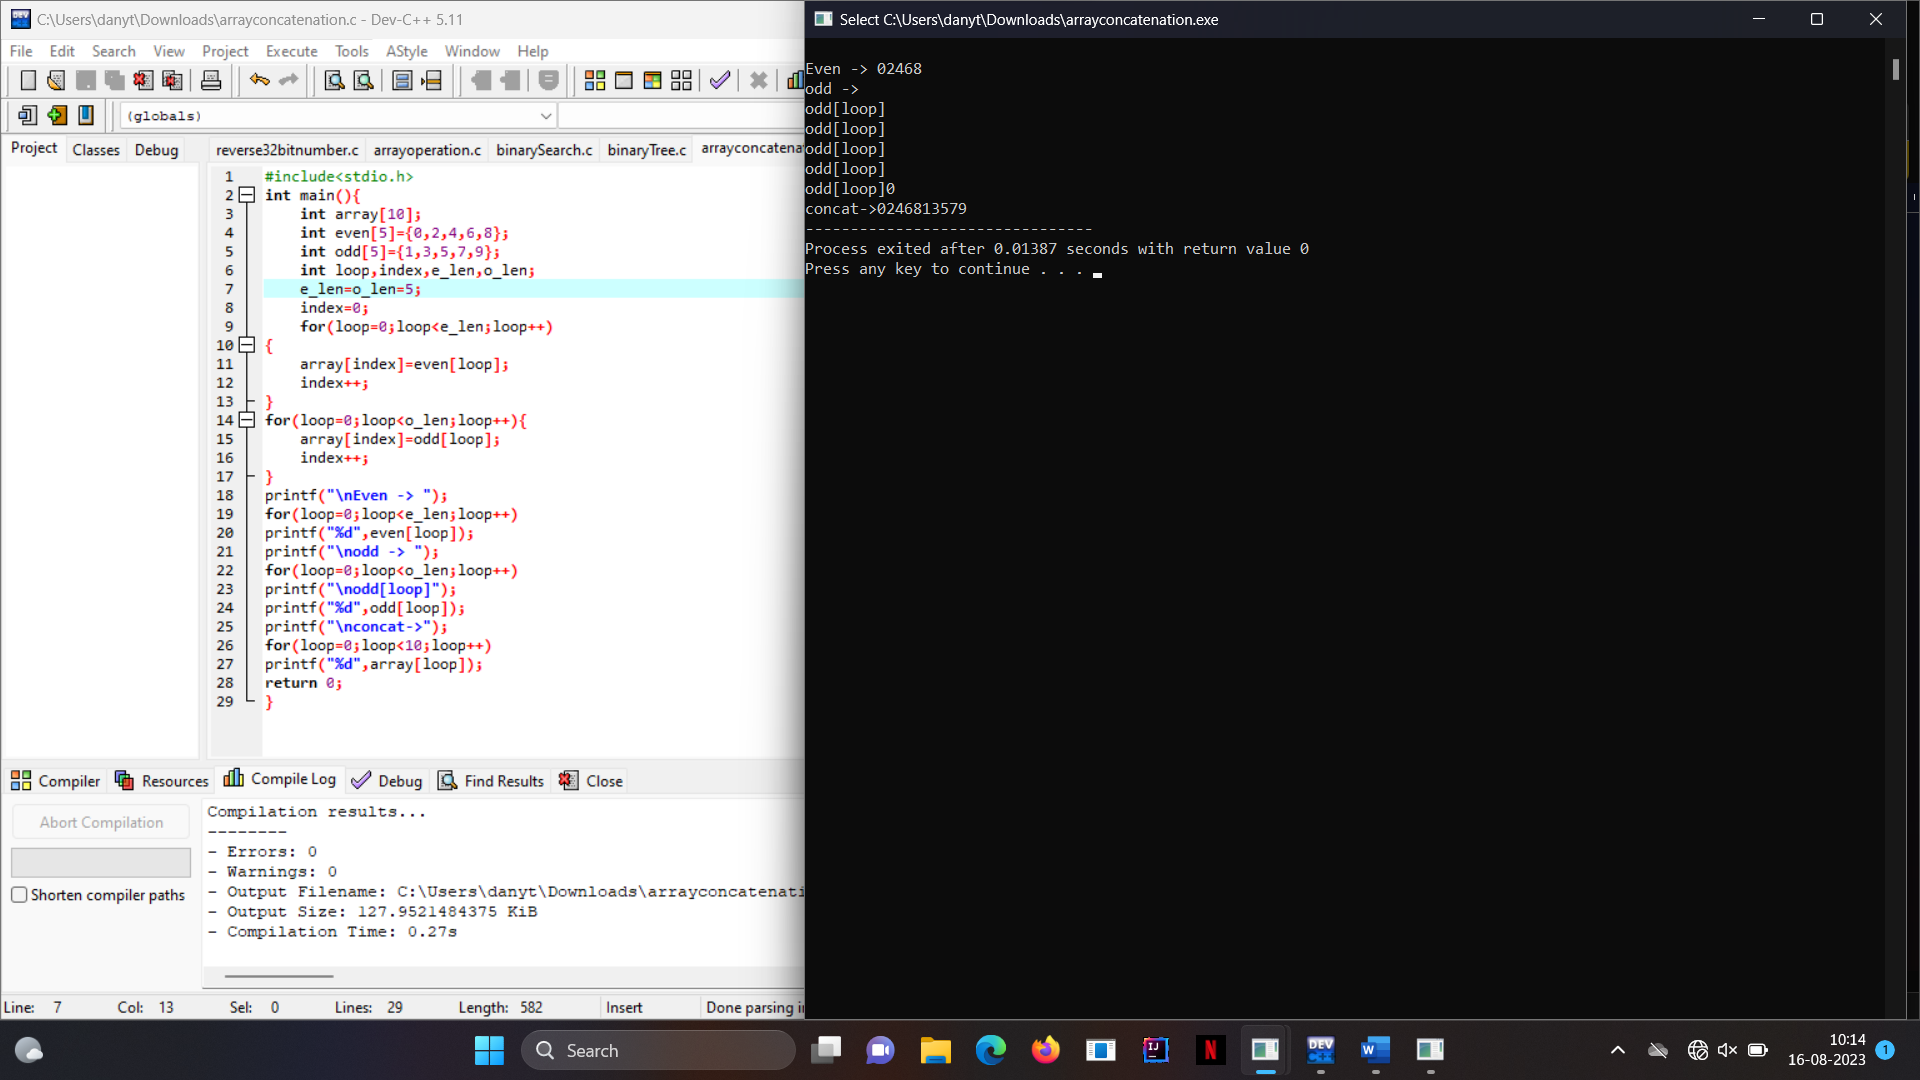 C:\Users\danyt\Downloads\arrayconcatenation.c - Dev-C++ 5.11
File Edit Search View Project Execute Tools AStyle Window Help
(globals)
Project Classes Debug
reverse32bitnumber.c arrayoperation.c binarySearch.c binaryTree.c arrayconcatena
1 #include<stdio.h>
2 int main(){
3 int array[10];
4 int even[5]={0,2,4,6,8};
5 int odd[5]={1,3,5,7,9};
6 int loop,index,e_len,o_len;
7 e_len=o_len=5;
8 index=0;
9 for(loop=0;loop<e_len;loop++)
10 {
11 array[index]=even[loop];
12 index++;
13 }
14 for(loop=0;loop<o_len;loop++){
15 array[index]=odd[loop];
16 index++;
17 }
18 printf("\nEven -> ");
19 for(loop=0;loop<e_len;loop++)
20 printf("%d",even[loop]);
21 printf("\nodd -> ");
22 for(loop=0;loop<o_len;loop++)
23 printf("\nodd[loop]");
24 printf("%d",odd[loop]);
25 printf("\nconcat->");
26 for(loop=0;loop<10;loop++)
27 printf("%d",array[loop]);
28 return 0;
29 }
Compiler Resources Compile Log Debug Find Results Close
Abort Compilation
Shorten compiler paths
Compilation results...
--------
- Errors: 0
- Warnings: 0
- Output Filename: C:\Users\danyt\Downloads\arrayconcatenati
- Output Size: 127.9521484375 KiB
- Compilation Time: 0.27s
Line: 7 Col: 13 Sel: 0 Lines: 29 Length: 582 Insert Done parsing in
Select C:\Users\danyt\Downloads\arrayconcatenation.exe
Even -> 02468
odd ->
odd[loop]
odd[loop]
odd[loop]
odd[loop]
odd[loop]0
concat->0246813579
--------------------------------
Process exited after 0.01387 seconds with return value 0
Press any key to continue . . .
Search
10:14
16-08-2023
1